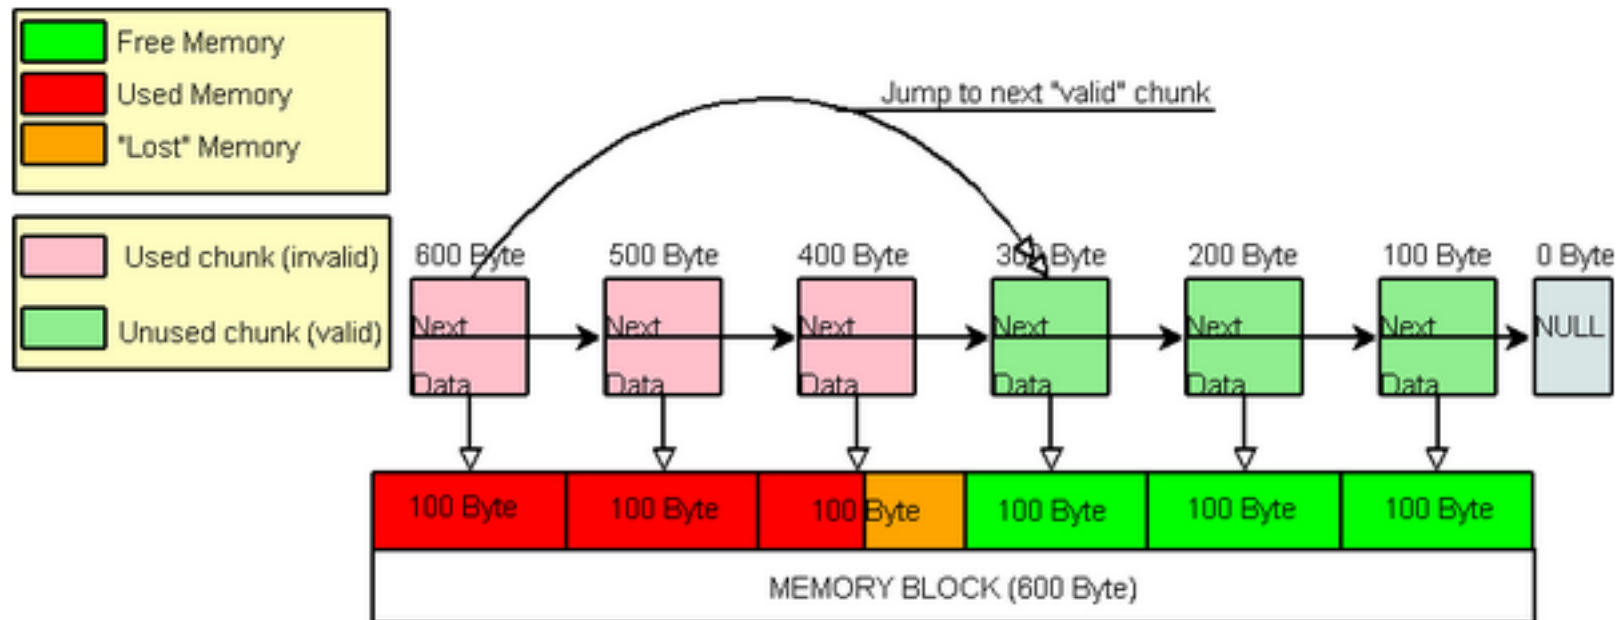 Free Memory
Used Memory
"Lost" Memory
Used chunk (invalid)
Unused chunk (valid)
Jump to next "valid" chunk
600 Byte 500 Byte 400 Byte 300 Byte 200 Byte 100 Byte 0 Byte
Next Next Next Next Next Next NULL
Data Data Data Data Data Data
100 Byte 100 Byte 100 Byte 100 Byte 100 Byte 100 Byte
MEMORY BLOCK (600 Byte)